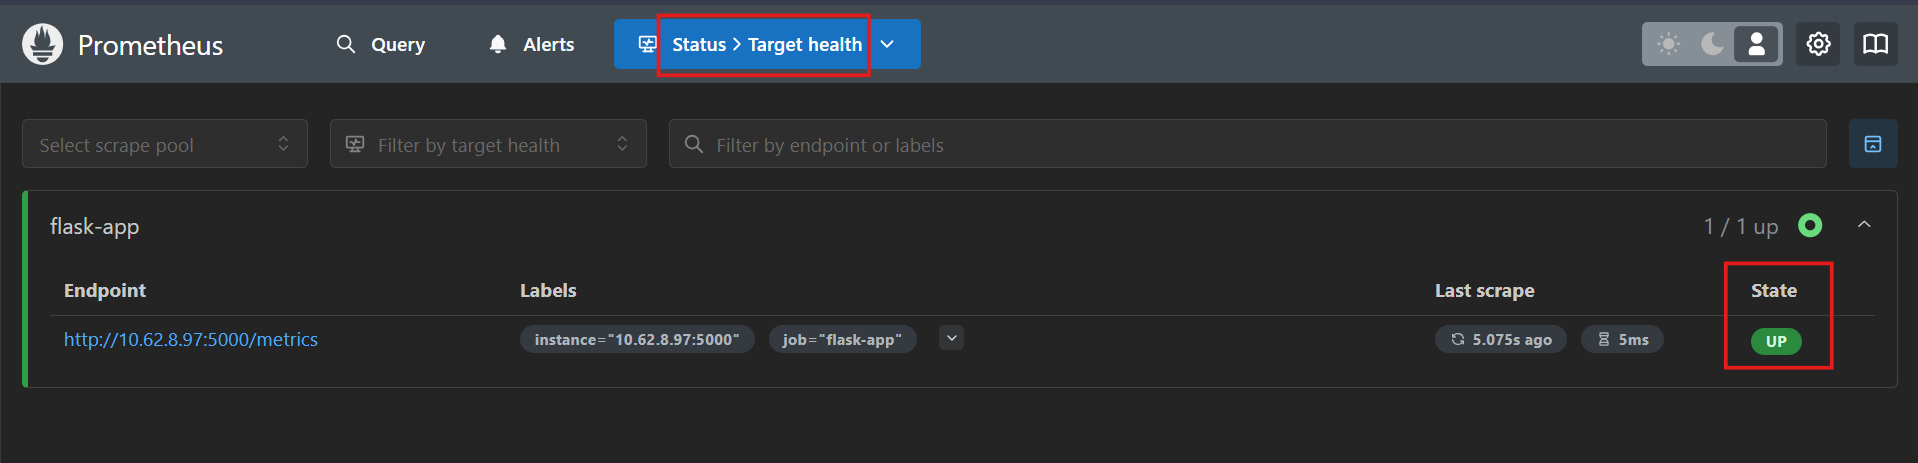 Prometheus Query Alerts Status > Target health
Select scrape pool Filter by target health Filter by endpoint or labels
flask-app 1 / 1 up
Endpoint Labels Last scrape State
http://10.62.8.97:5000/metrics instance="10.62.8.97:5000" job="flask-app" 5.075s ago 5ms UP